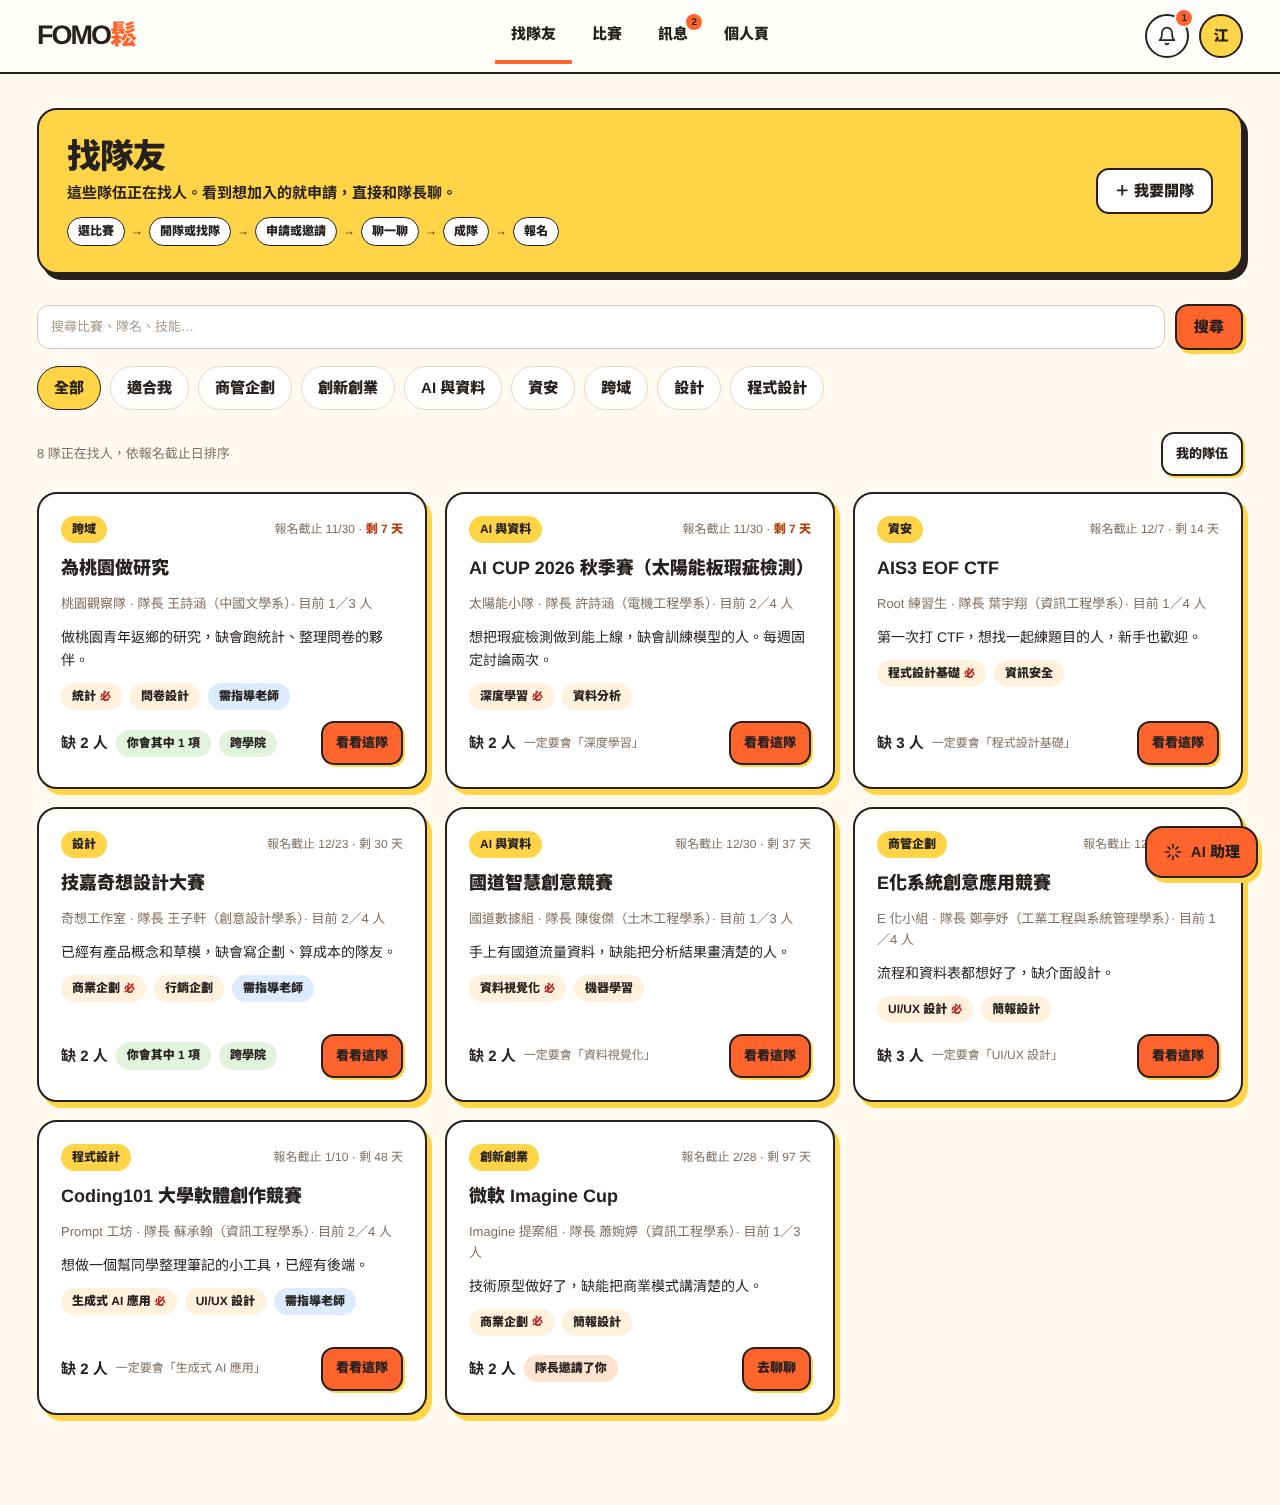 FOMO鬆
找隊友
比賽
訊息
2
個人頁
1
江
找隊友
這些隊伍正在找人。看到想加入的就申請，直接和隊長聊。
選比賽 → 開隊或找隊 → 申請或邀請 → 聊一聊 → 成隊 → 報名
＋ 我要開隊
搜尋比賽、隊名、技能…
搜尋
全部 適合我 商管企劃 創新創業 AI 與資料 資安 跨域 設計 程式設計
8 隊正在找人，依報名截止日排序
我的隊伍
跨域
報名截止 11/30 · 剩 7 天
為桃園做研究
桃園觀察隊 · 隊長 王詩涵（中國文學系）· 目前 1／3 人
做桃園青年返鄉的研究，缺會跑統計、整理問卷的夥
伴。
統計 必 問卷設計 需指導老師
缺 2 人 你會其中 1 項 跨學院
看看這隊
AI 與資料
報名截止 11/30 · 剩 7 天
AI CUP 2026 秋季賽（太陽能板瑕疵檢測）
太陽能小隊 · 隊長 許詩涵（電機工程學系）· 目前 2／4 人
想把瑕疵檢測做到能上線，缺會訓練模型的人。每週固
定討論兩次。
深度學習 必 資料分析
缺 2 人 一定要會「深度學習」
看看這隊
資安
報名截止 12/7 · 剩 14 天
AIS3 EOF CTF
Root 練習生 · 隊長 葉宇翔（資訊工程學系）· 目前 1／4 人
第一次打 CTF，想找一起練題目的人，新手也歡迎。
程式設計基礎 必 資訊安全
缺 3 人 一定要會「程式設計基礎」
看看這隊
設計
報名截止 12/23 · 剩 30 天
技嘉奇想設計大賽
奇想工作室 · 隊長 王子軒（創意設計學系）· 目前 2／4 人
已經有產品概念和草模，缺會寫企劃、算成本的隊友。
商業企劃 必 行銷企劃 需指導老師
缺 2 人 你會其中 1 項 跨學院
看看這隊
AI 與資料
報名截止 12/30 · 剩 37 天
國道智慧創意競賽
國道數據組 · 隊長 陳俊傑（土木工程學系）· 目前 1／3 人
手上有國道流量資料，缺能把分析結果畫清楚的人。
資料視覺化 必 機器學習
缺 2 人 一定要會「資料視覺化」
看看這隊
商管企劃
報名截止 12
AI 助理
E化系統創意應用競賽
E 化小組 · 隊長 鄭亭妤（工業工程與系統管理學系）· 目前 1
／4 人
流程和資料表都想好了，缺介面設計。
UI/UX 設計 必 簡報設計
缺 3 人 一定要會「UI/UX 設計」
看看這隊
程式設計
報名截止 1/10 · 剩 48 天
Coding101 大學軟體創作競賽
Prompt 工坊 · 隊長 蘇承翰（資訊工程學系）· 目前 2／4 人
想做一個幫同學整理筆記的小工具，已經有後端。
生成式 AI 應用 必 UI/UX 設計 需指導老師
缺 2 人 一定要會「生成式 AI 應用」
看看這隊
創新創業
報名截止 2/28 · 剩 97 天
微軟 Imagine Cup
Imagine 提案組 · 隊長 蕭婉婷（資訊工程學系）· 目前 1／3
人
技術原型做好了，缺能把商業模式講清楚的人。
商業企劃 必 簡報設計
缺 2 人 隊長邀請了你
去聊聊